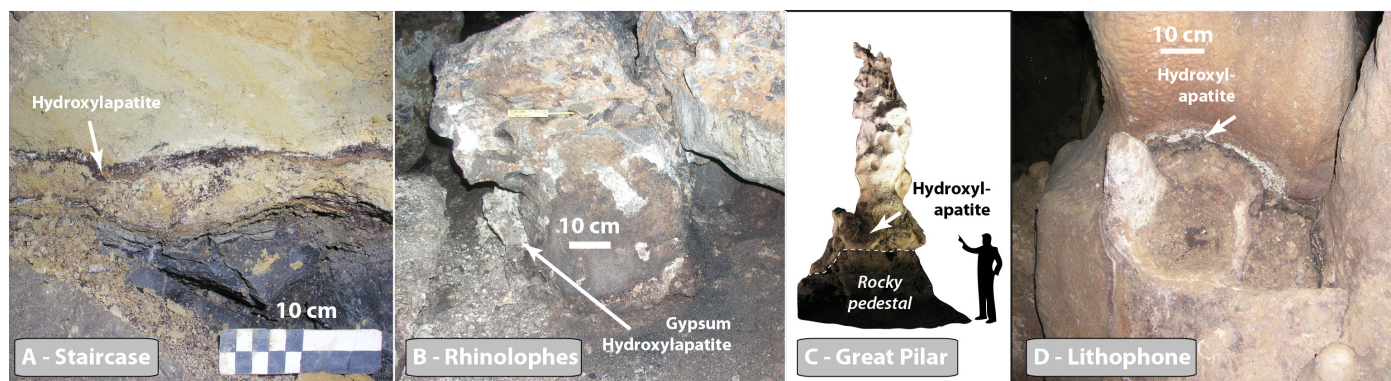 Hydroxylapatite
10 cm
A - Staircase
10 cm
Gypsum
Hydroxylapatite
B - Rhinolophes
Hydroxyl-
apatite
Rocky
pedestal
C - Great Pilar
10 cm
Hydroxyl-
apatite
D - Lithophone